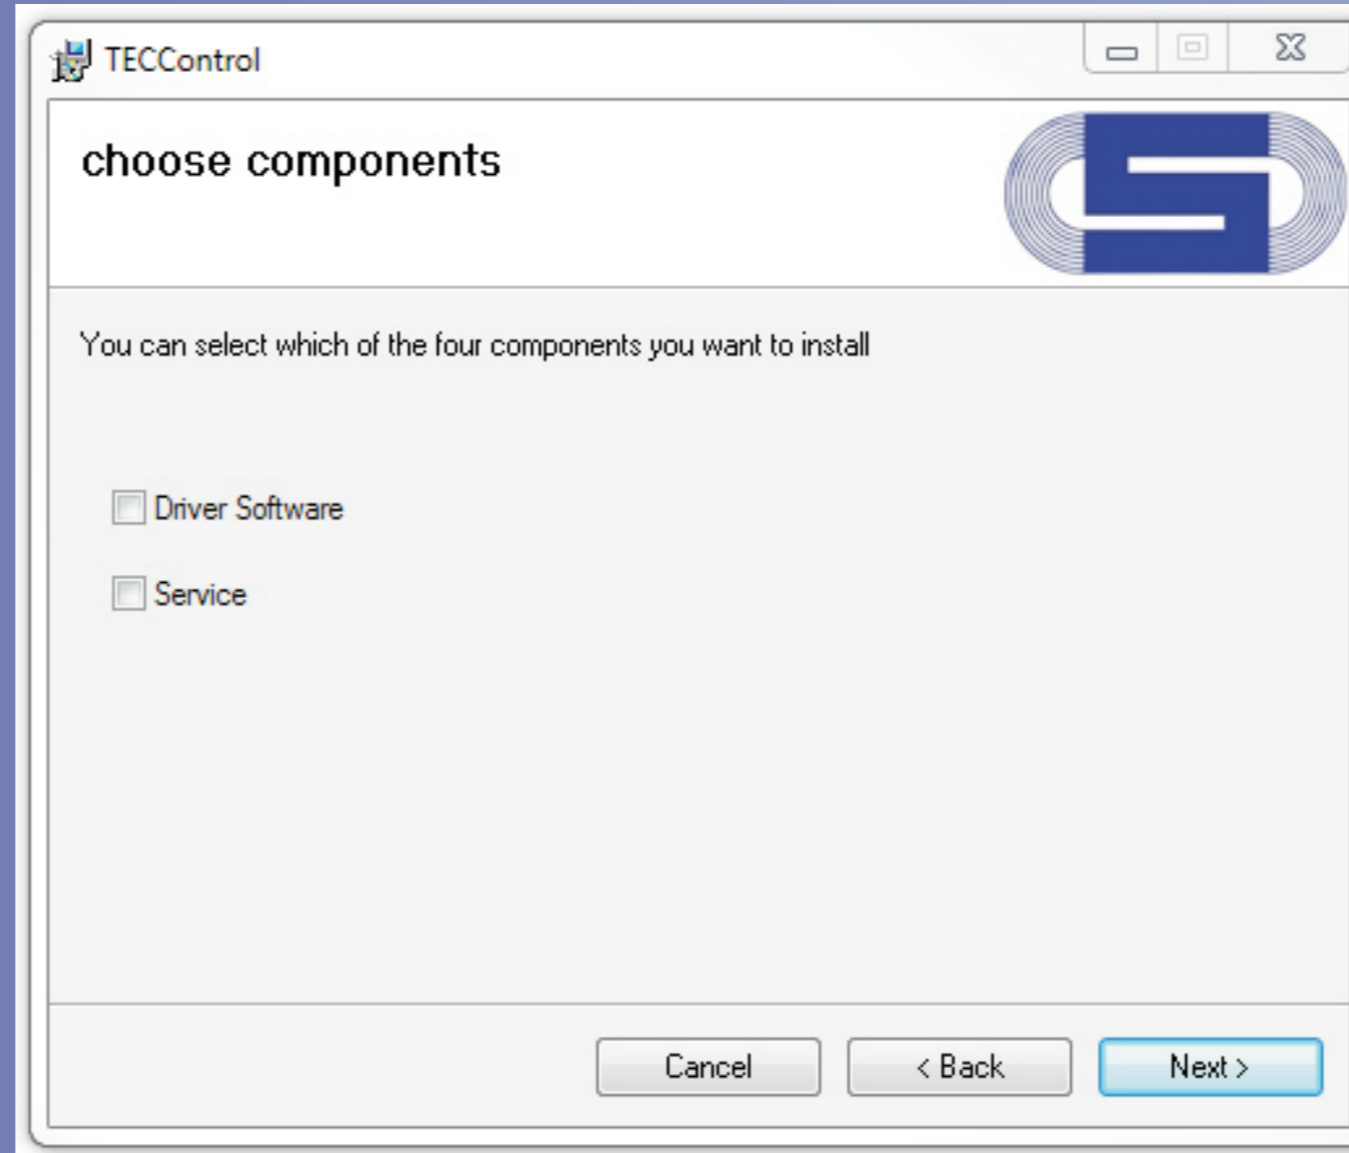 TECControl
choose components
You can select which of the four components you want to install
Driver Software
Service
Cancel
< Back
Next >